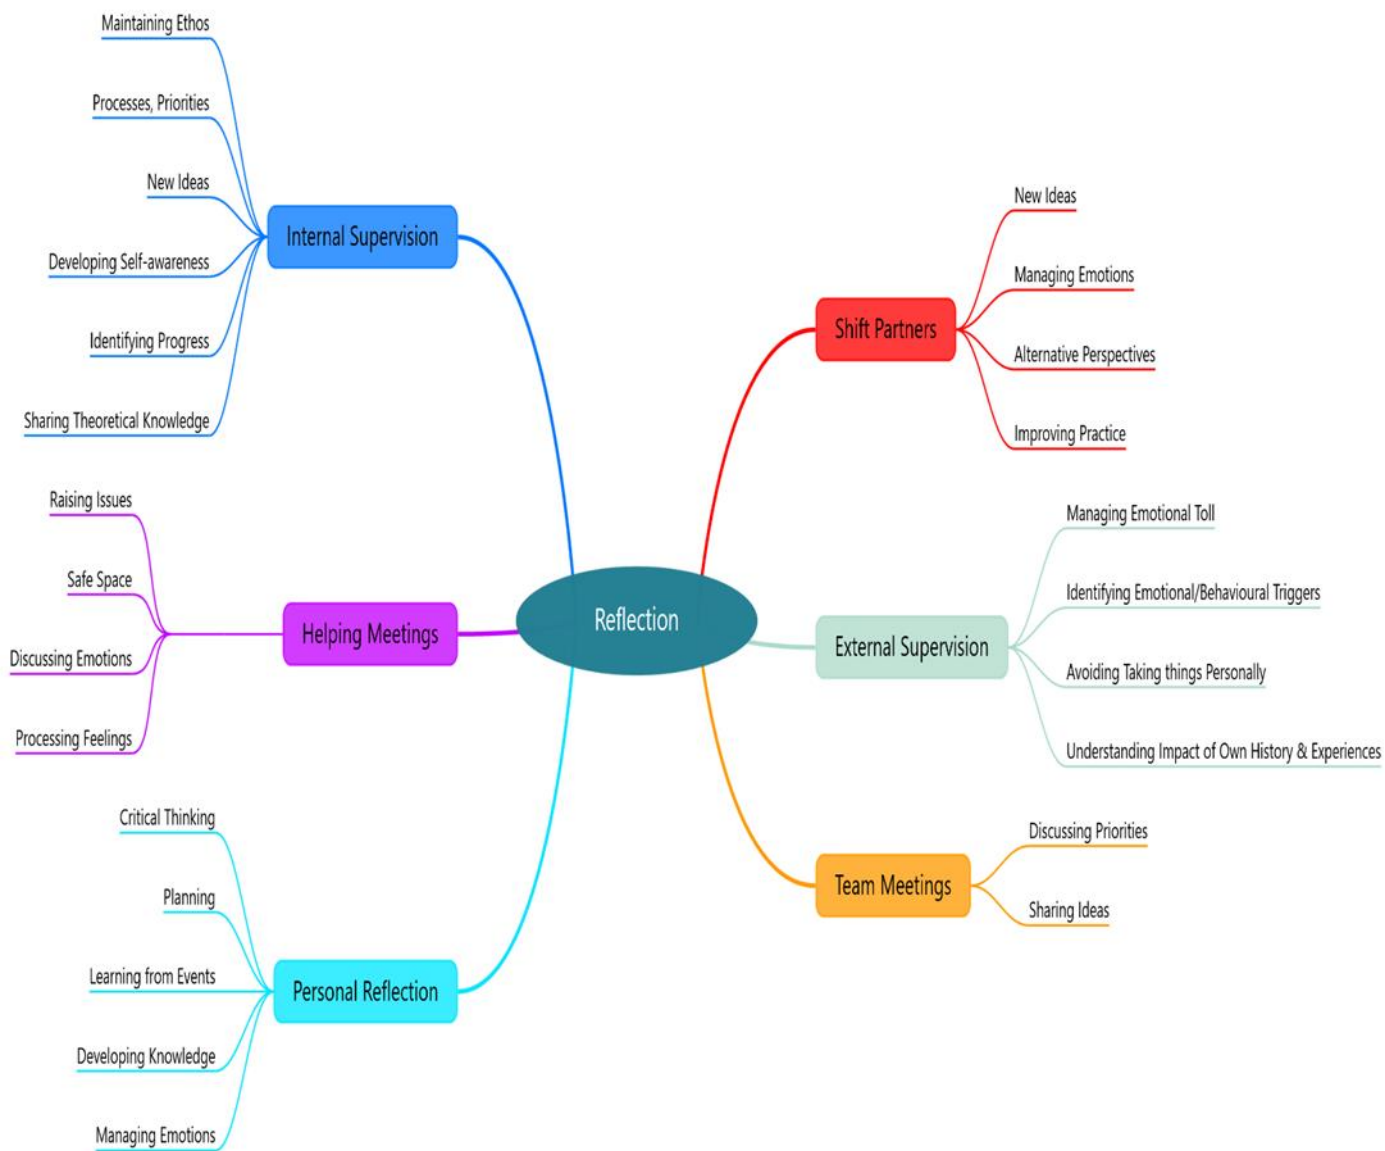 Reflection
Internal Supervision
Maintaining Ethos
Processes, Priorities
New Ideas
Developing Self-awareness
Identifying Progress
Sharing Theoretical Knowledge
Helping Meetings
Raising Issues
Safe Space
Discussing Emotions
Processing Feelings
Personal Reflection
Critical Thinking
Planning
Learning from Events
Developing Knowledge
Managing Emotions
Shift Partners
New Ideas
Managing Emotions
Alternative Perspectives
Improving Practice
External Supervision
Managing Emotional Toll
Identifying Emotional/Behavioural Triggers
Avoiding Taking things Personally
Understanding Impact of Own History & Experiences
Team Meetings
Discussing Priorities
Sharing Ideas